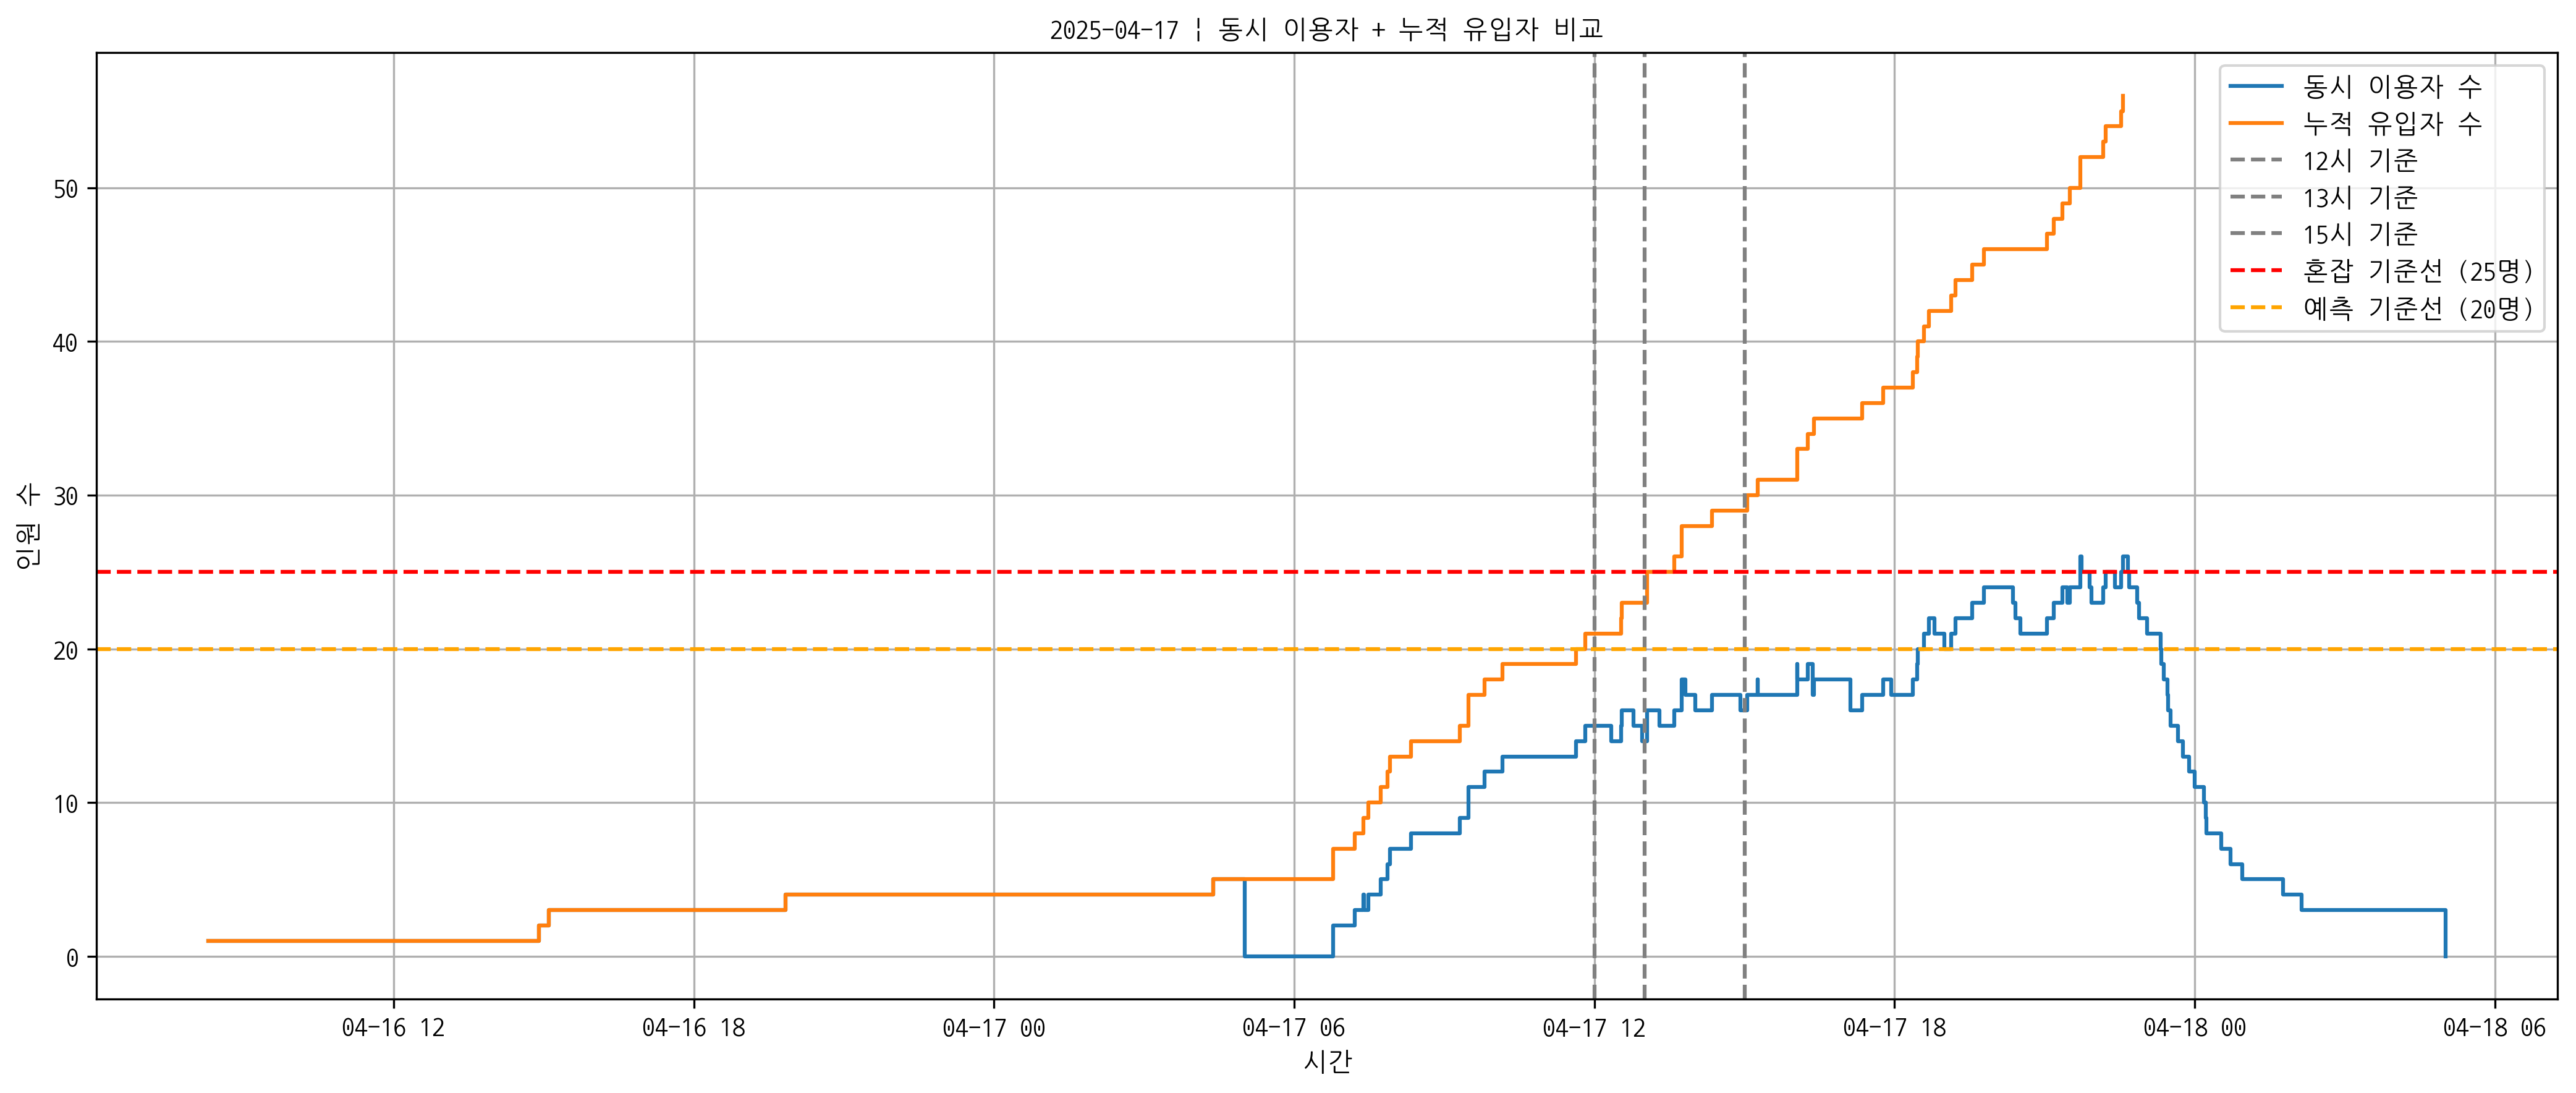 2025-04-17 | 동시 이용자 + 누적 유입자 비교
동시 이용자 수
누적 유입자 수
12시 기준
13시 기준
15시 기준
혼잡 기준선 (25명)
예측 기준선 (20명)
인원 수
50
40
30
20
10
0
04-16 12
04-16 18
04-17 00
04-17 06
04-17 12
04-17 18
04-18 00
04-18 06
시간